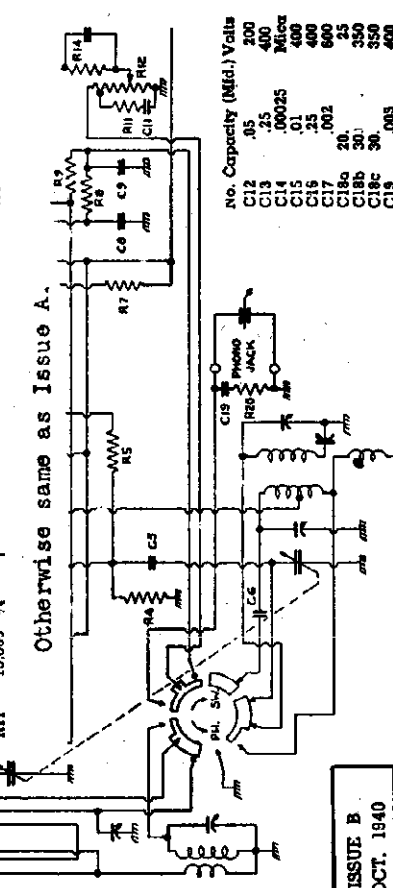 R14
R12
R11
C11
R9
R8
C9
C8
R7
Otherwise same as Issue A.
R5
C5
R4
C6
C19
R20
PHONO
JACK
PH. SW.
No. Capacity (Mfd.) Volts
C12 .05 200
C13 .25 400
C14 .00025 Mica
C15 .01 400
C16 .25 400
C17 .002 600
C18a 20. 25
C18b 30. 350
C18c 30. 350
C19 .005 400
ISSUE B
OCT. 1940